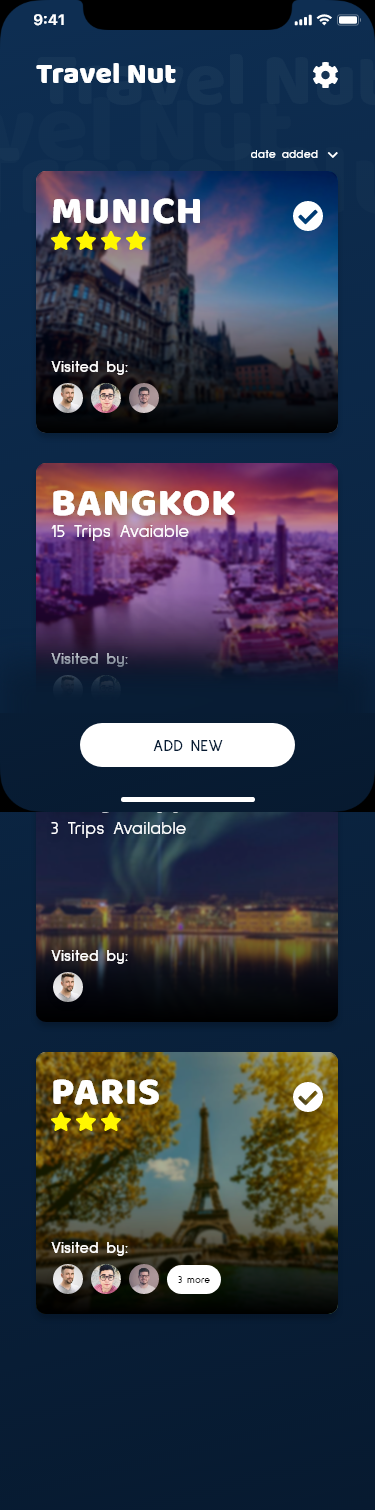 9:41
Travel Nut
date added
MUNICH
Visited by:
BANGKOK
15 Trips Avaiable
Visited by:
ADD NEW
3 Trips Available
Visited by:
PARIS
Visited by:
3 more